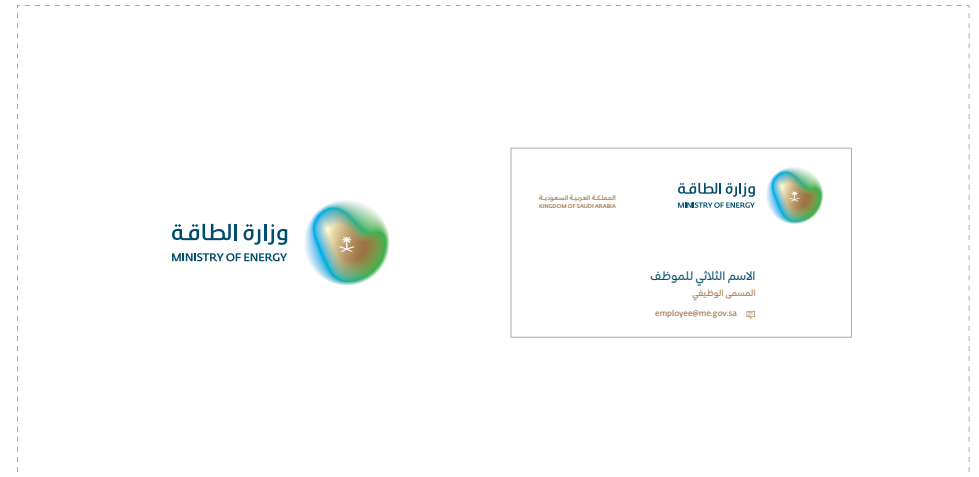 وزارة الطاقة
MINISTRY OF ENERGY
وزارة الطاقة
MINISTRY OF ENERGY
المملكة العربية السعودية
KINGDOM OF SAUDI ARABIA
الاسم الثلاثي للموظف
المسمى الوظيفي
employee@me.gov.sa